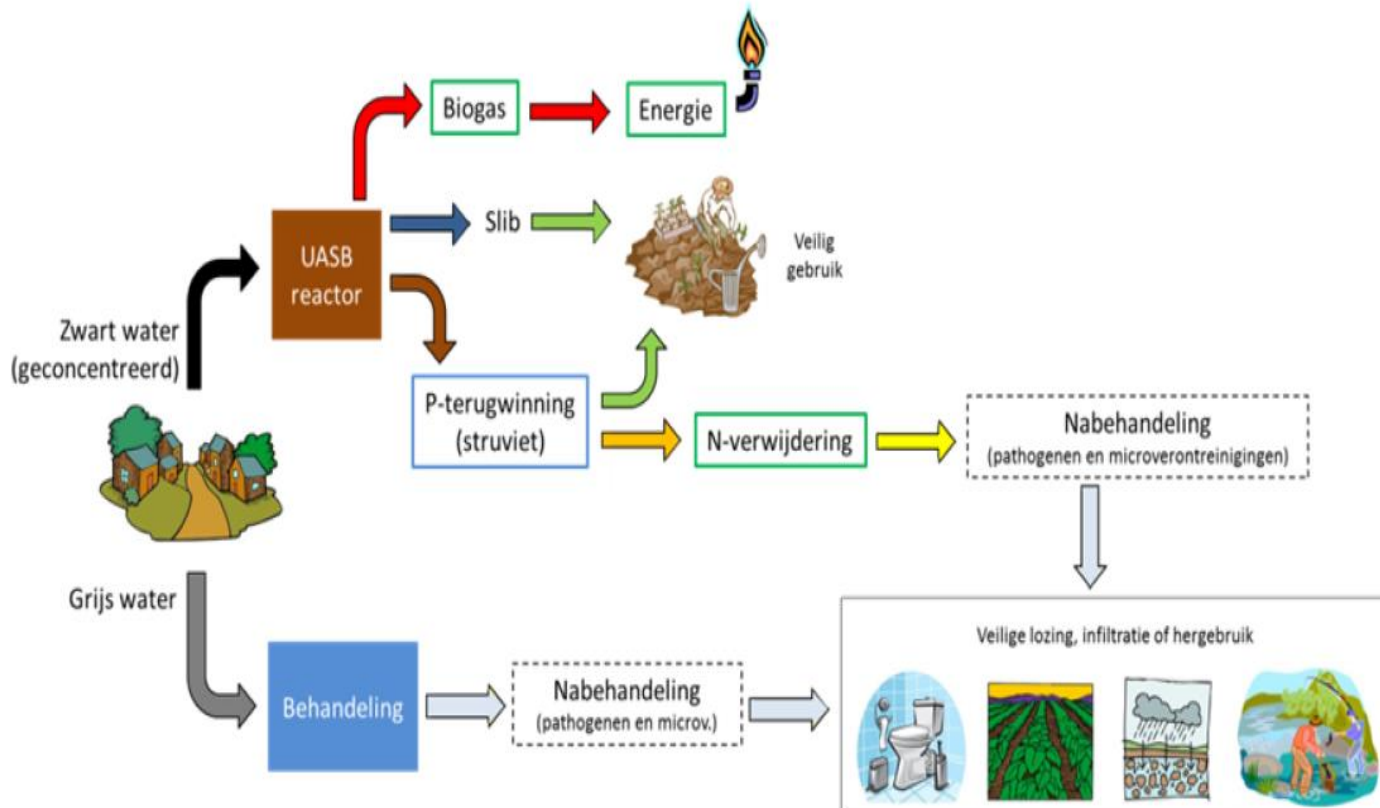 Biogas
Energie
UASB
reactor
Slib
Veilig
gebruik
Zwart water
(geconcentreerd)
P-terugwinning
(struviet)
N-verwijdering
Nabehandeling
(pathogenen en microverontreinigingen)
Grijs water
Behandeling
Nabehandeling
(pathogenen en microv.)
Veilige lozing, infiltratie of hergebruik